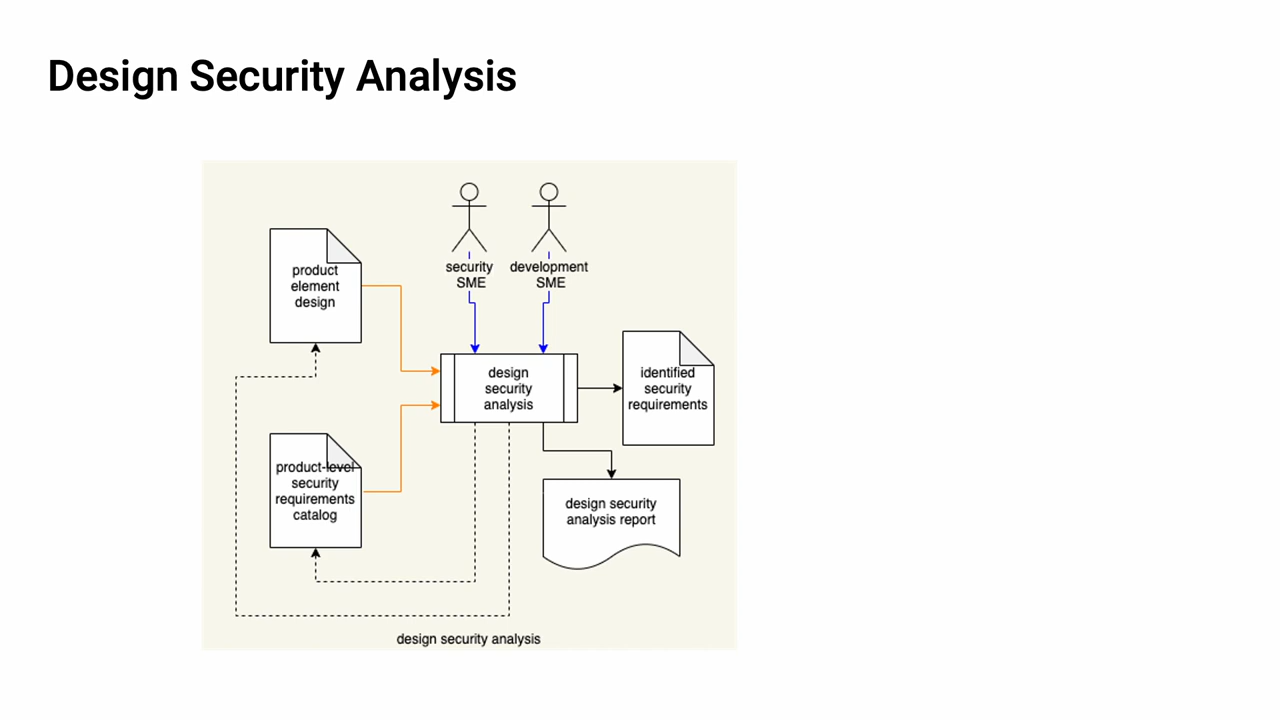 Design Security Analysis
security
SME
development
SME
product
element
design
design
security
analysis
identified
security
requirements
product-level
security
requirements
catalog
design security
analysis report
design security analysis